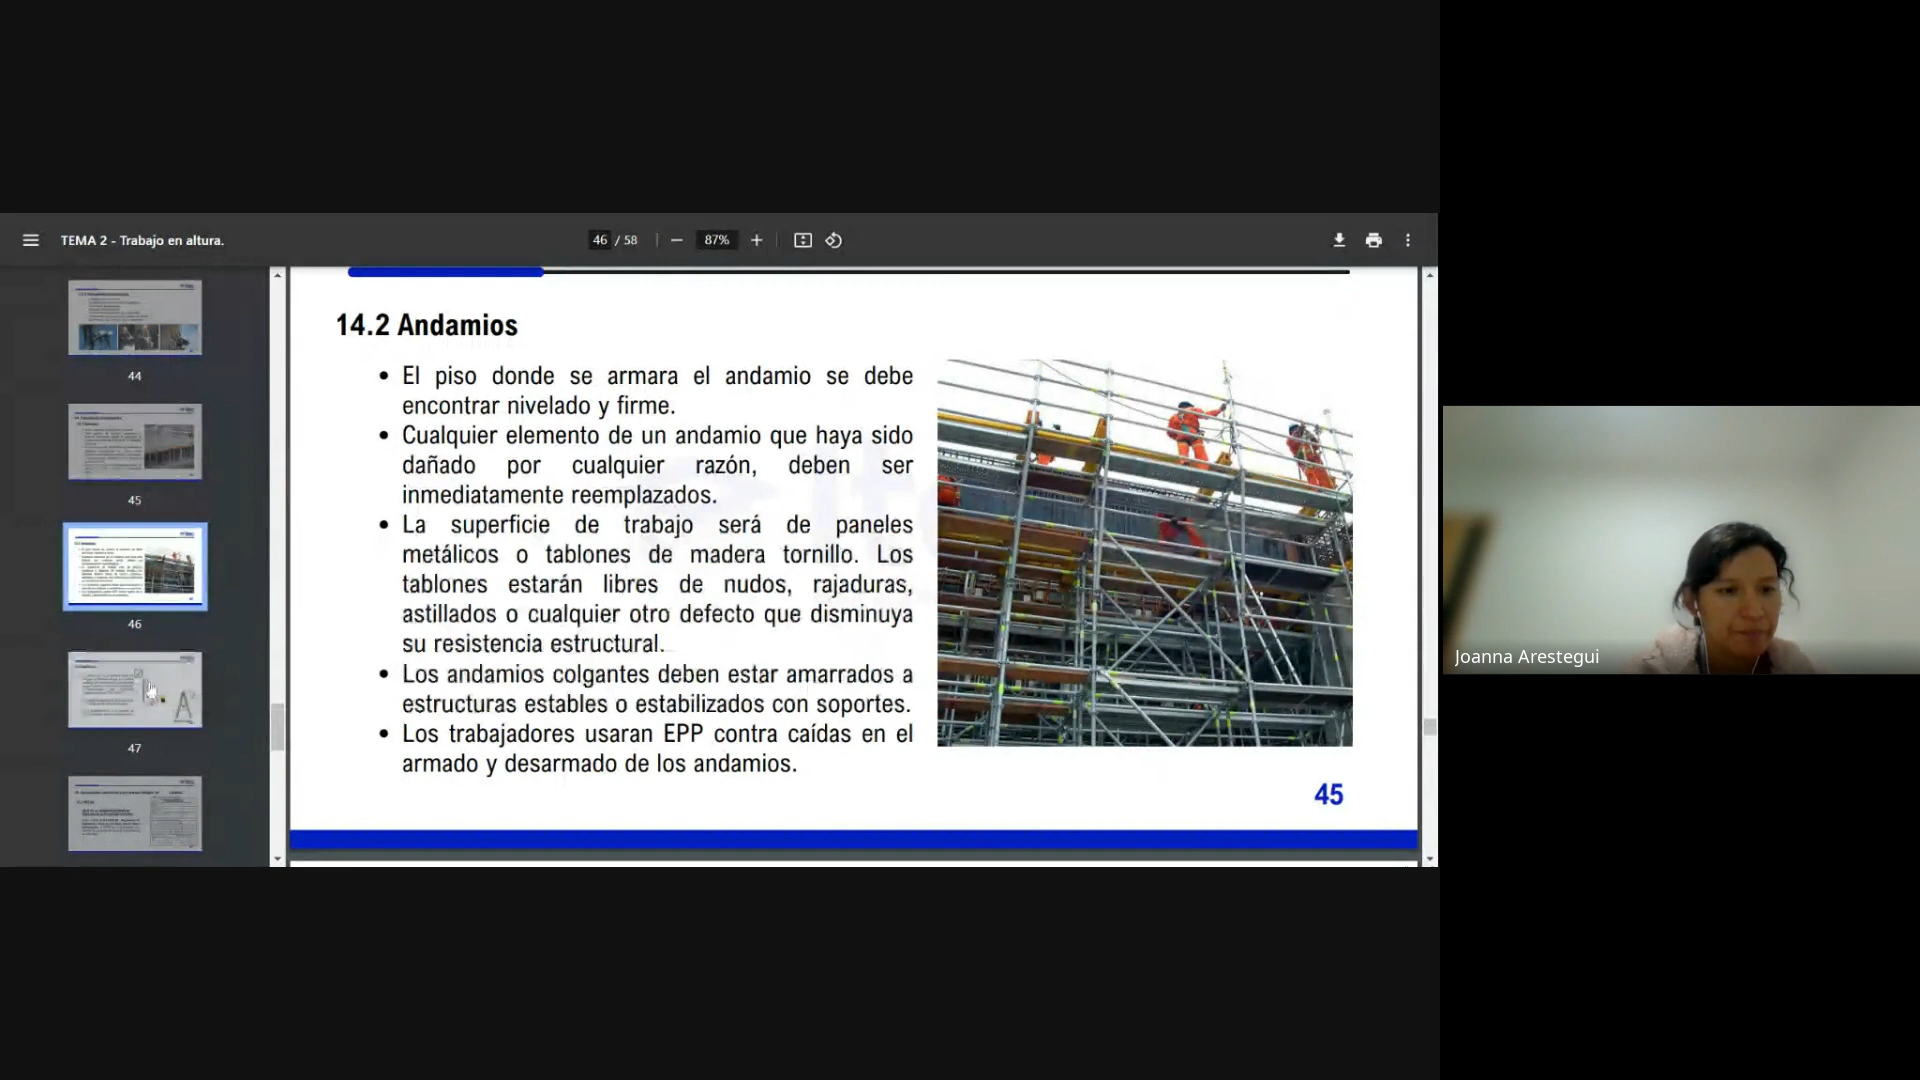 TEMA 2 - Trabajo en altura.
46 / 58
87%
44
45
46
47
14.2 Andamios
• El piso donde se armara el andamio se debe
encontrar nivelado y firme.
• Cualquier elemento de un andamio que haya sido
dañado por cualquier razón, deben ser
inmediatamente reemplazados.
• La superficie de trabajo será de paneles
metálicos o tablones de madera tornillo. Los
tablones estarán libres de nudos, rajaduras,
astillados o cualquier otro defecto que disminuya
su resistencia estructural.
• Los andamios colgantes deben estar amarrados a
estructuras estables o estabilizados con soportes.
• Los trabajadores usaran EPP contra caídas en el
armado y desarmado de los andamios.
45
Joanna Arestegui